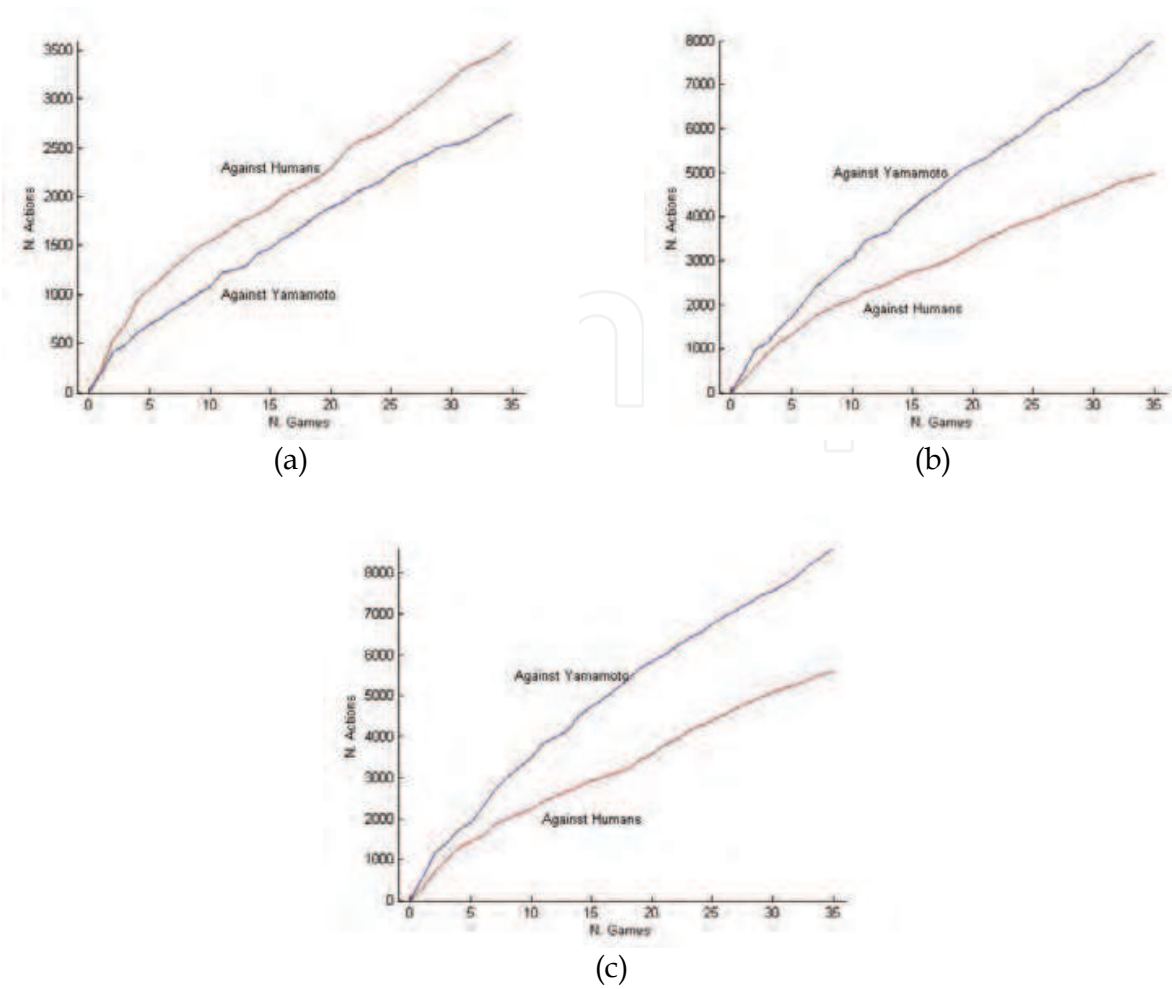 3500
3000
2500
2000
1500
1000
500
0
N. Actions
Against Humans
Against Yamamoto
0 5 10 15 20 25 30 35
N. Games
(a)
8000
7000
6000
5000
4000
3000
2000
1000
0
N. Actions
Against Yamamoto
Against Humans
0 5 10 15 20 25 30 35
N. Games
(b)
8000
7000
6000
5000
4000
3000
2000
1000
0
N. Actions
Against Yamamoto
Against Humans
0 5 10 15 20 25 30 35
N. Games
(c)